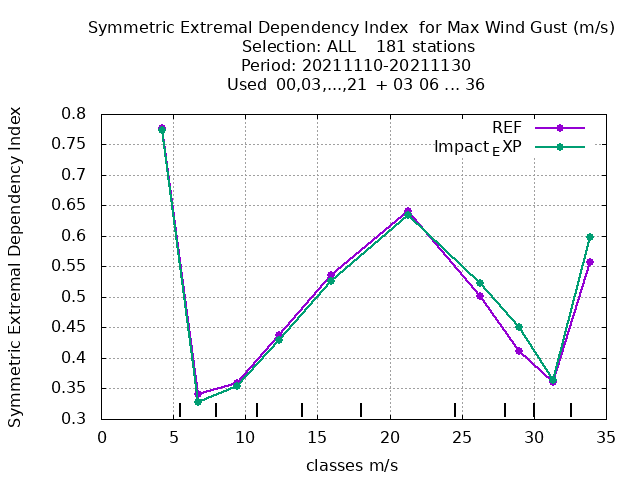 Symmetric Extremal Dependency Index  for Max Wind Gust (m/s)
Selection: ALL    181 stations
Period: 20211110-20211130
Used  00,03,...,21  + 03 06 ... 36
REF
Impact_EXP
Symmetric Extremal Dependency Index
0.8
0.75
0.7
0.65
0.6
0.55
0.5
0.45
0.4
0.35
0.3
0 5 10 15 20 25 30 35
classes m/s